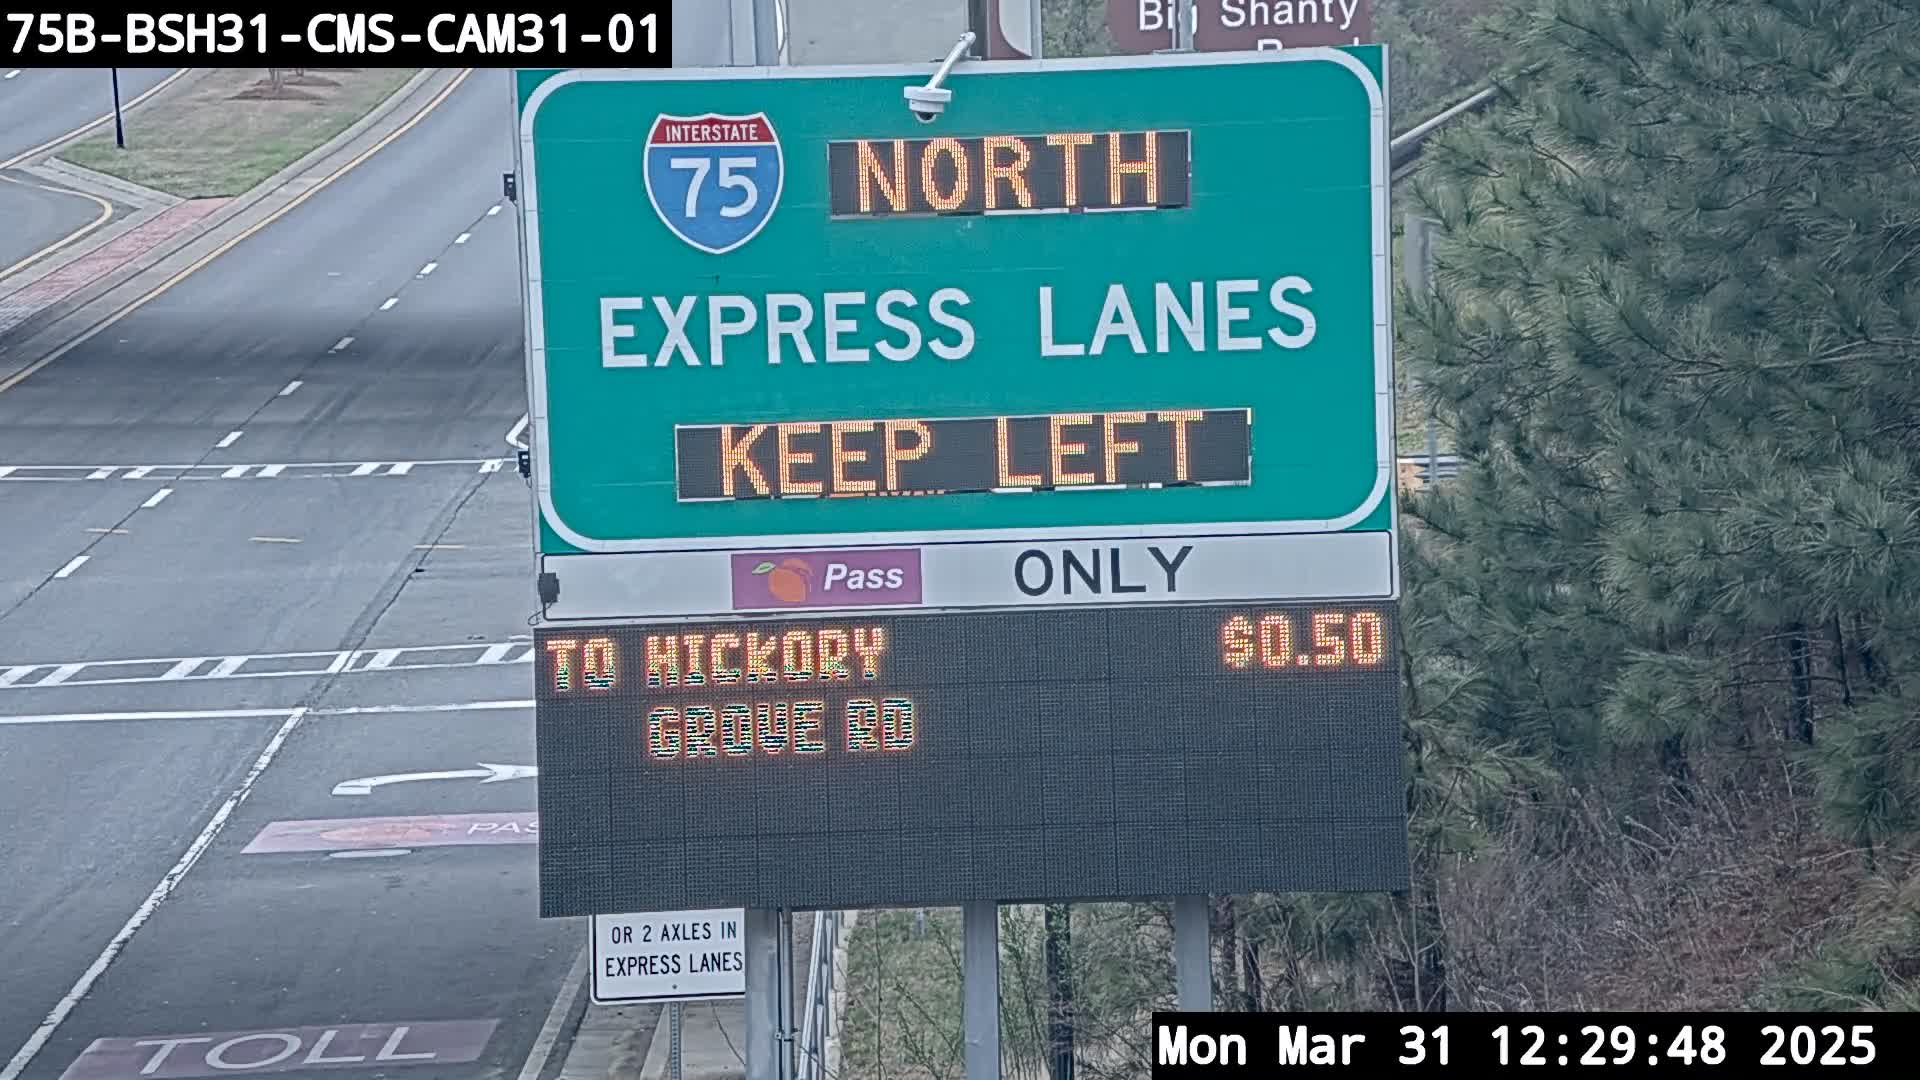 75B-BSH31-CMS-CAM31-01
Big Shanty
INTERSTATE
75
NORTH
EXPRESS LANES
KEEP LEFT
Pass ONLY
TO HICKORY $0.50
GROVE RD
PAS
OR 2 AXLES IN
EXPRESS LANES
TOLL
Mon Mar 31 12:29:48 2025